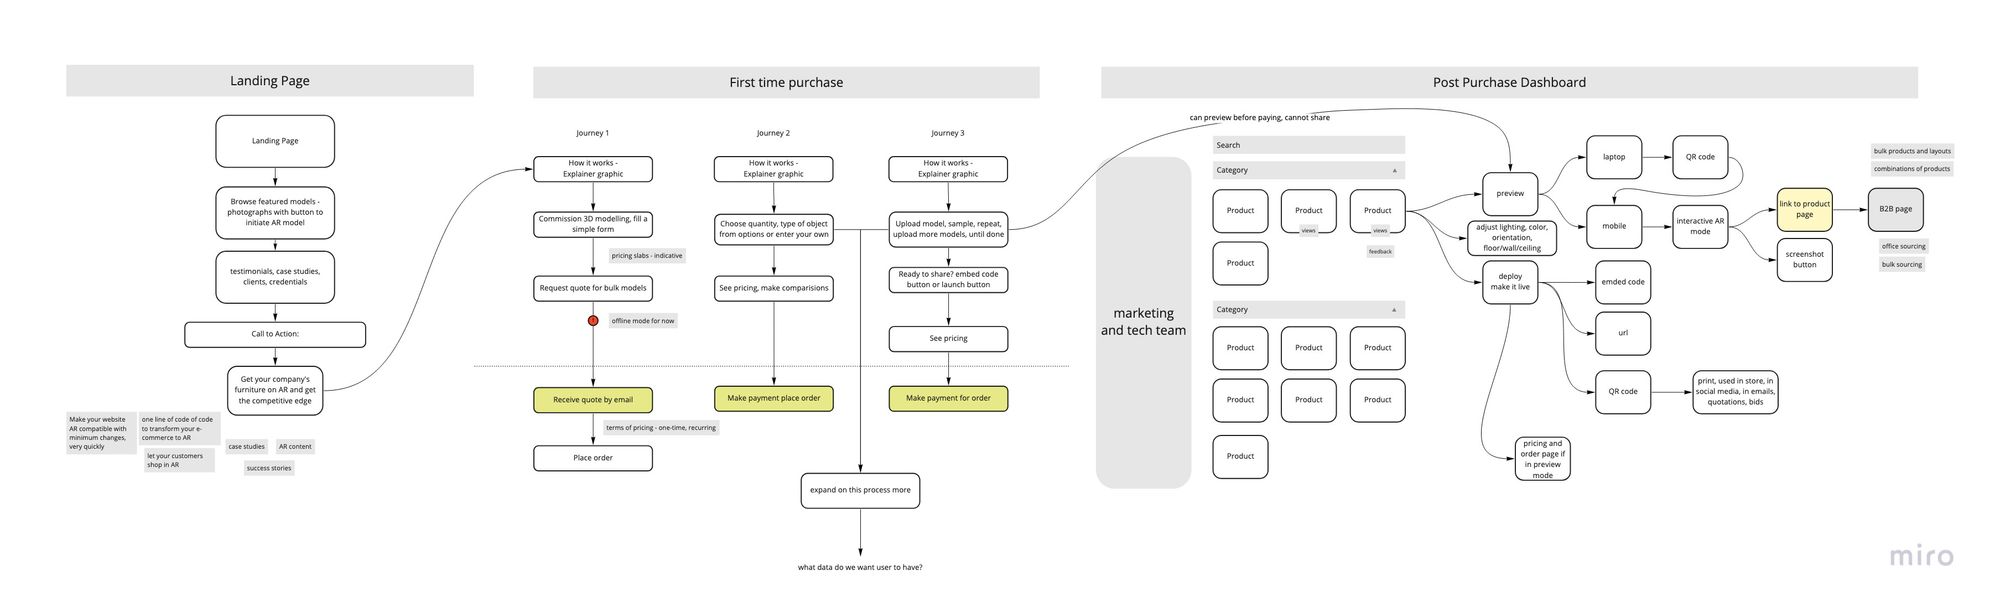 Landing Page
Landing Page
Browse featured models -
photographs with button to
initiate AR model
testimonials, case studies,
clients, credentials
Call to Action:
Get your company's
furniture on AR and get
the competitive edge
Make your website
AR compatible with
minimum changes,
very quickly
one line of code of code
to transform your e-
commerce to AR
let your customers
shop in AR
case studies
AR content
success stories
First time purchase
Journey 1
How it works -
Explainer graphic
Commission 3D modelling, fill a
simple form
pricing slabs - indicative
Request quote for bulk models
offline mode for now
Receive quote by email
terms of pricing - one-time, recurring
Place order
Journey 2
How it works -
Explainer graphic
Choose quantity, type of object
from options or enter your own
See pricing, make comparisions
Make payment place order
Journey 3
How it works -
Explainer graphic
Upload model, sample, repeat,
upload more models, until done
Ready to share? embed code
button or launch button
See pricing
Make payment for order
expand on this process more
what data do we want user to have?
Post Purchase Dashboard
can preview before paying, cannot share
marketing
and tech team
Search
Category
Product
Product
views
Product
views
feedback
Product
Category
Product
Product
Product
Product
Product
Product
Product
preview
adjust lighting, color,
orientation,
floor/wall/ceiling
deploy
make it live
laptop
QR code
mobile
interactive AR
mode
link to product
page
B2B page
screenshot
button
bulk products and layouts
combinations of products
office sourcing
bulk sourcing
emded code
url
QR code
print, used in store, in
social media, in emails,
quotations, bids
pricing and
order page if
in preview
mode
miro